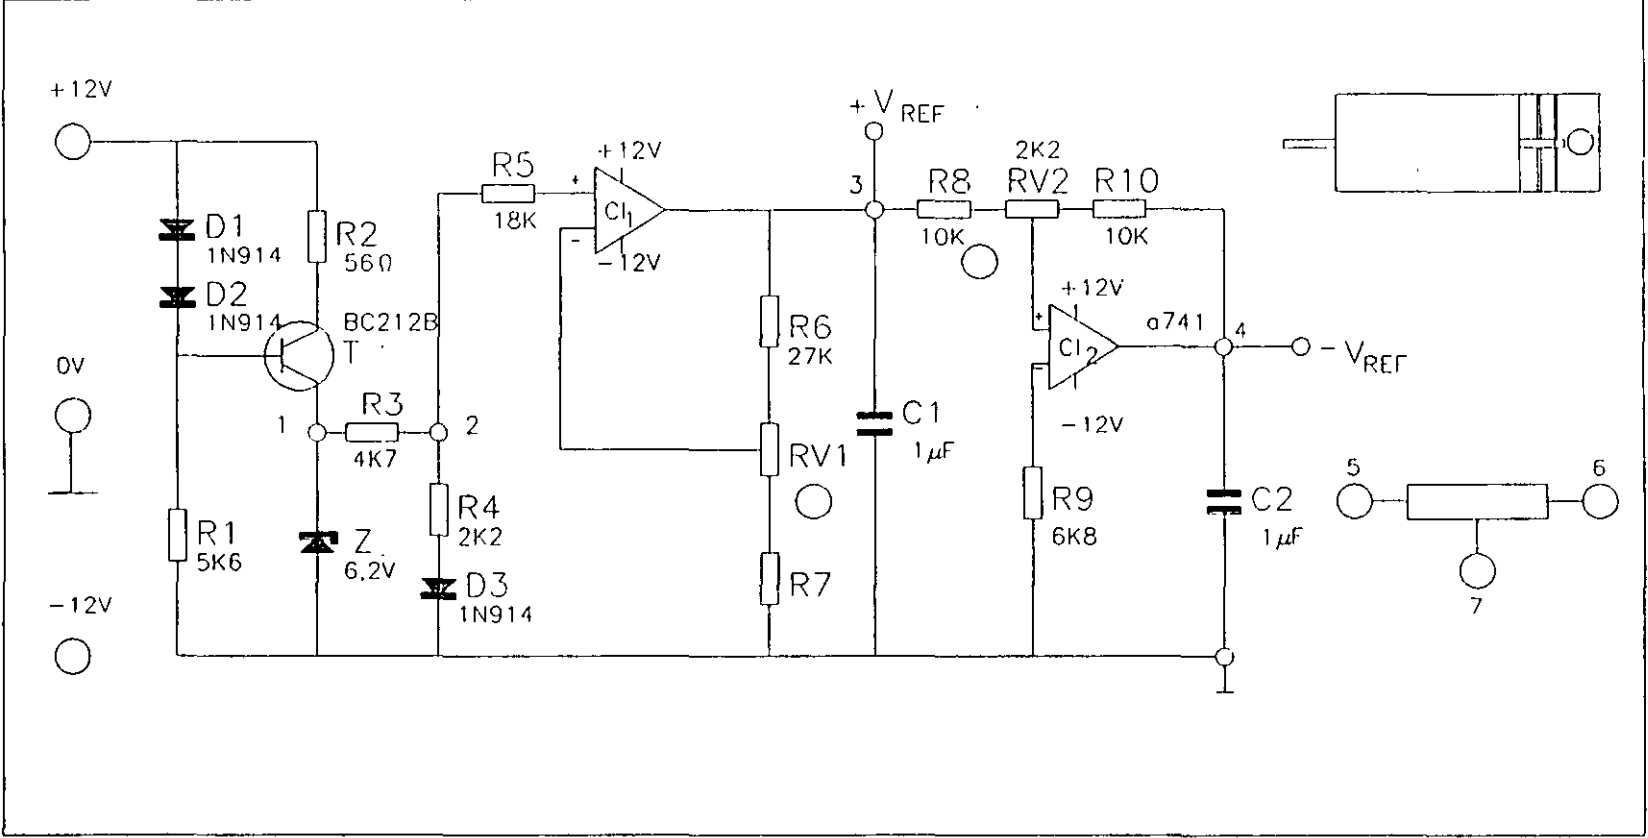 +12V
D1
1N914
D2
1N914
R2
560
BC212B
T
0V
1
R3
4K7
2
R1
5K6
Z
6,2V
R4
2K2
D3
1N914
-12V
R5
18K
+
-
+12V
CI1
-12V
+VREF
3
R8
10K
2K2
RV2
R10
10K
R6
27K
RV1
R7
C1
1µF
+12V
+
-
CI2
-12V
a741
4
-VREF
R9
6K8
C2
1µF
5
6
7